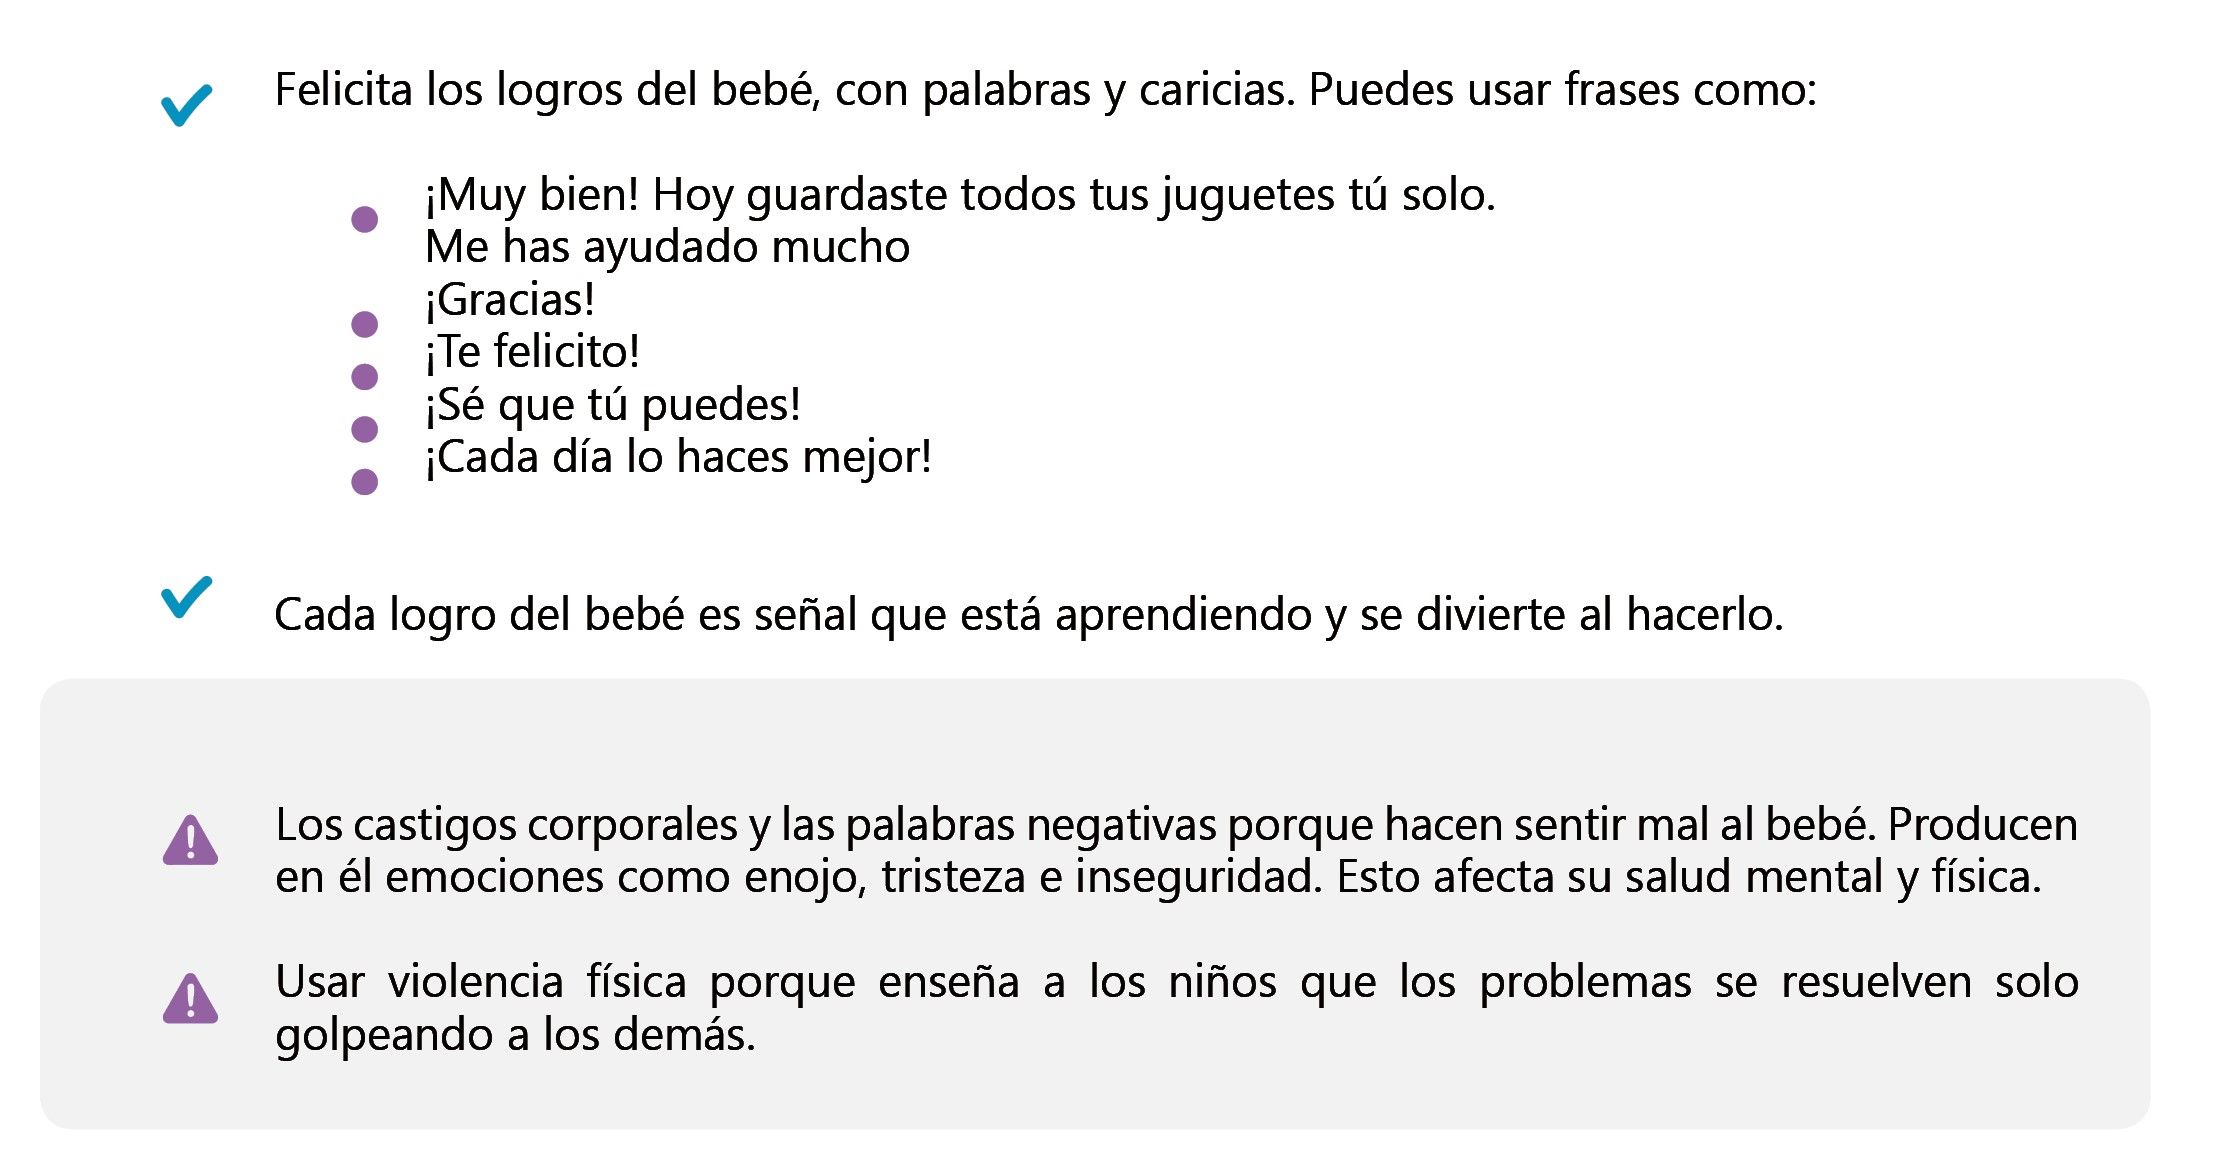 Felicita los logros del bebé, con palabras y caricias. Puedes usar frases como:
¡Muy bien! Hoy guardaste todos tus juguetes tú solo.
Me has ayudado mucho
¡Gracias!
¡Te felicito!
¡Sé que tú puedes!
¡Cada día lo haces mejor!
Cada logro del bebé es señal que está aprendiendo y se divierte al hacerlo.
Los castigos corporales y las palabras negativas porque hacen sentir mal al bebé. Producen
en él emociones como enojo, tristeza e inseguridad. Esto afecta su salud mental y física.
Usar violencia física porque enseña a los niños que los problemas se resuelven solo
golpeando a los demás.